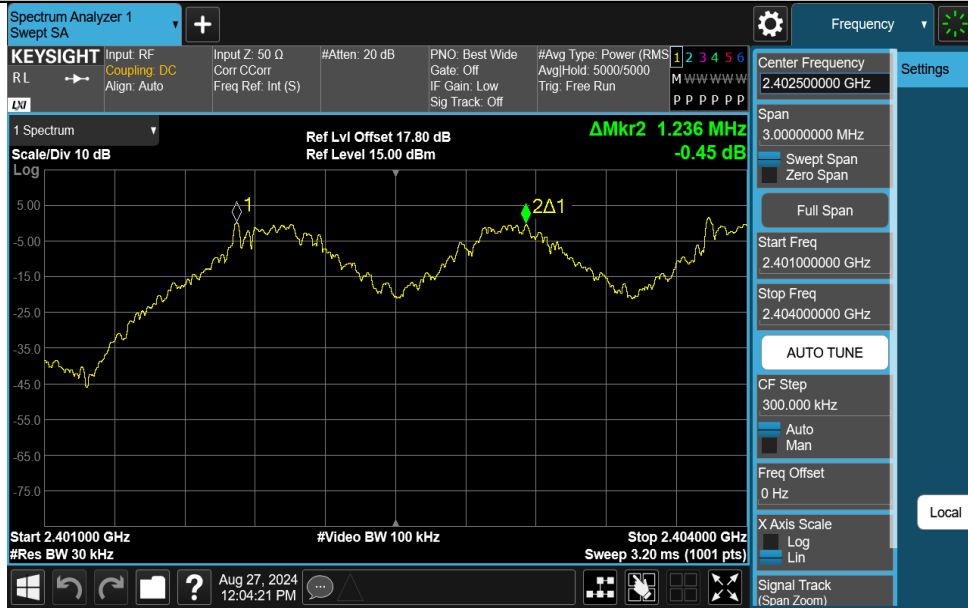 Spectrum Analyzer 1
Swept SA
+
Frequency
KEYSIGHT
R L
LXI
Input: RF
Coupling: DC
Align: Auto
Input Z: 50 Ω
Corr CCorr
Freq Ref: Int (S)
#Atten: 20 dB
PNO: Best Wide
Gate: Off
IF Gain: Low
Sig Track: Off
#Avg Type: Power (RMS
Avg|Hold: 5000/5000
Trig: Free Run
1 2 3 4 5 6
M W W W W W
P P P P P P
1 Spectrum
Scale/Div 10 dB
Log
Ref Lvl Offset 17.80 dB
Ref Level 15.00 dBm
ΔMkr2 1.236 MHz
-0.45 dB
5.00
-5.00
-15.0
-25.0
-35.0
-45.0
-55.0
-65.0
-75.0
1
2Δ1
Start 2.401000 GHz
#Res BW 30 kHz
#Video BW 100 kHz
Stop 2.404000 GHz
Sweep 3.20 ms (1001 pts)
Center Frequency
2.402500000 GHz
Span
3.00000000 MHz
Swept Span
Zero Span
Full Span
Start Freq
2.401000000 GHz
Stop Freq
2.404000000 GHz
AUTO TUNE
CF Step
300.000 kHz
Auto
Man
Freq Offset
0 Hz
X Axis Scale
Log
Lin
Signal Track
(Span Zoom)
Settings
Local
?
Aug 27, 2024
12:04:21 PM